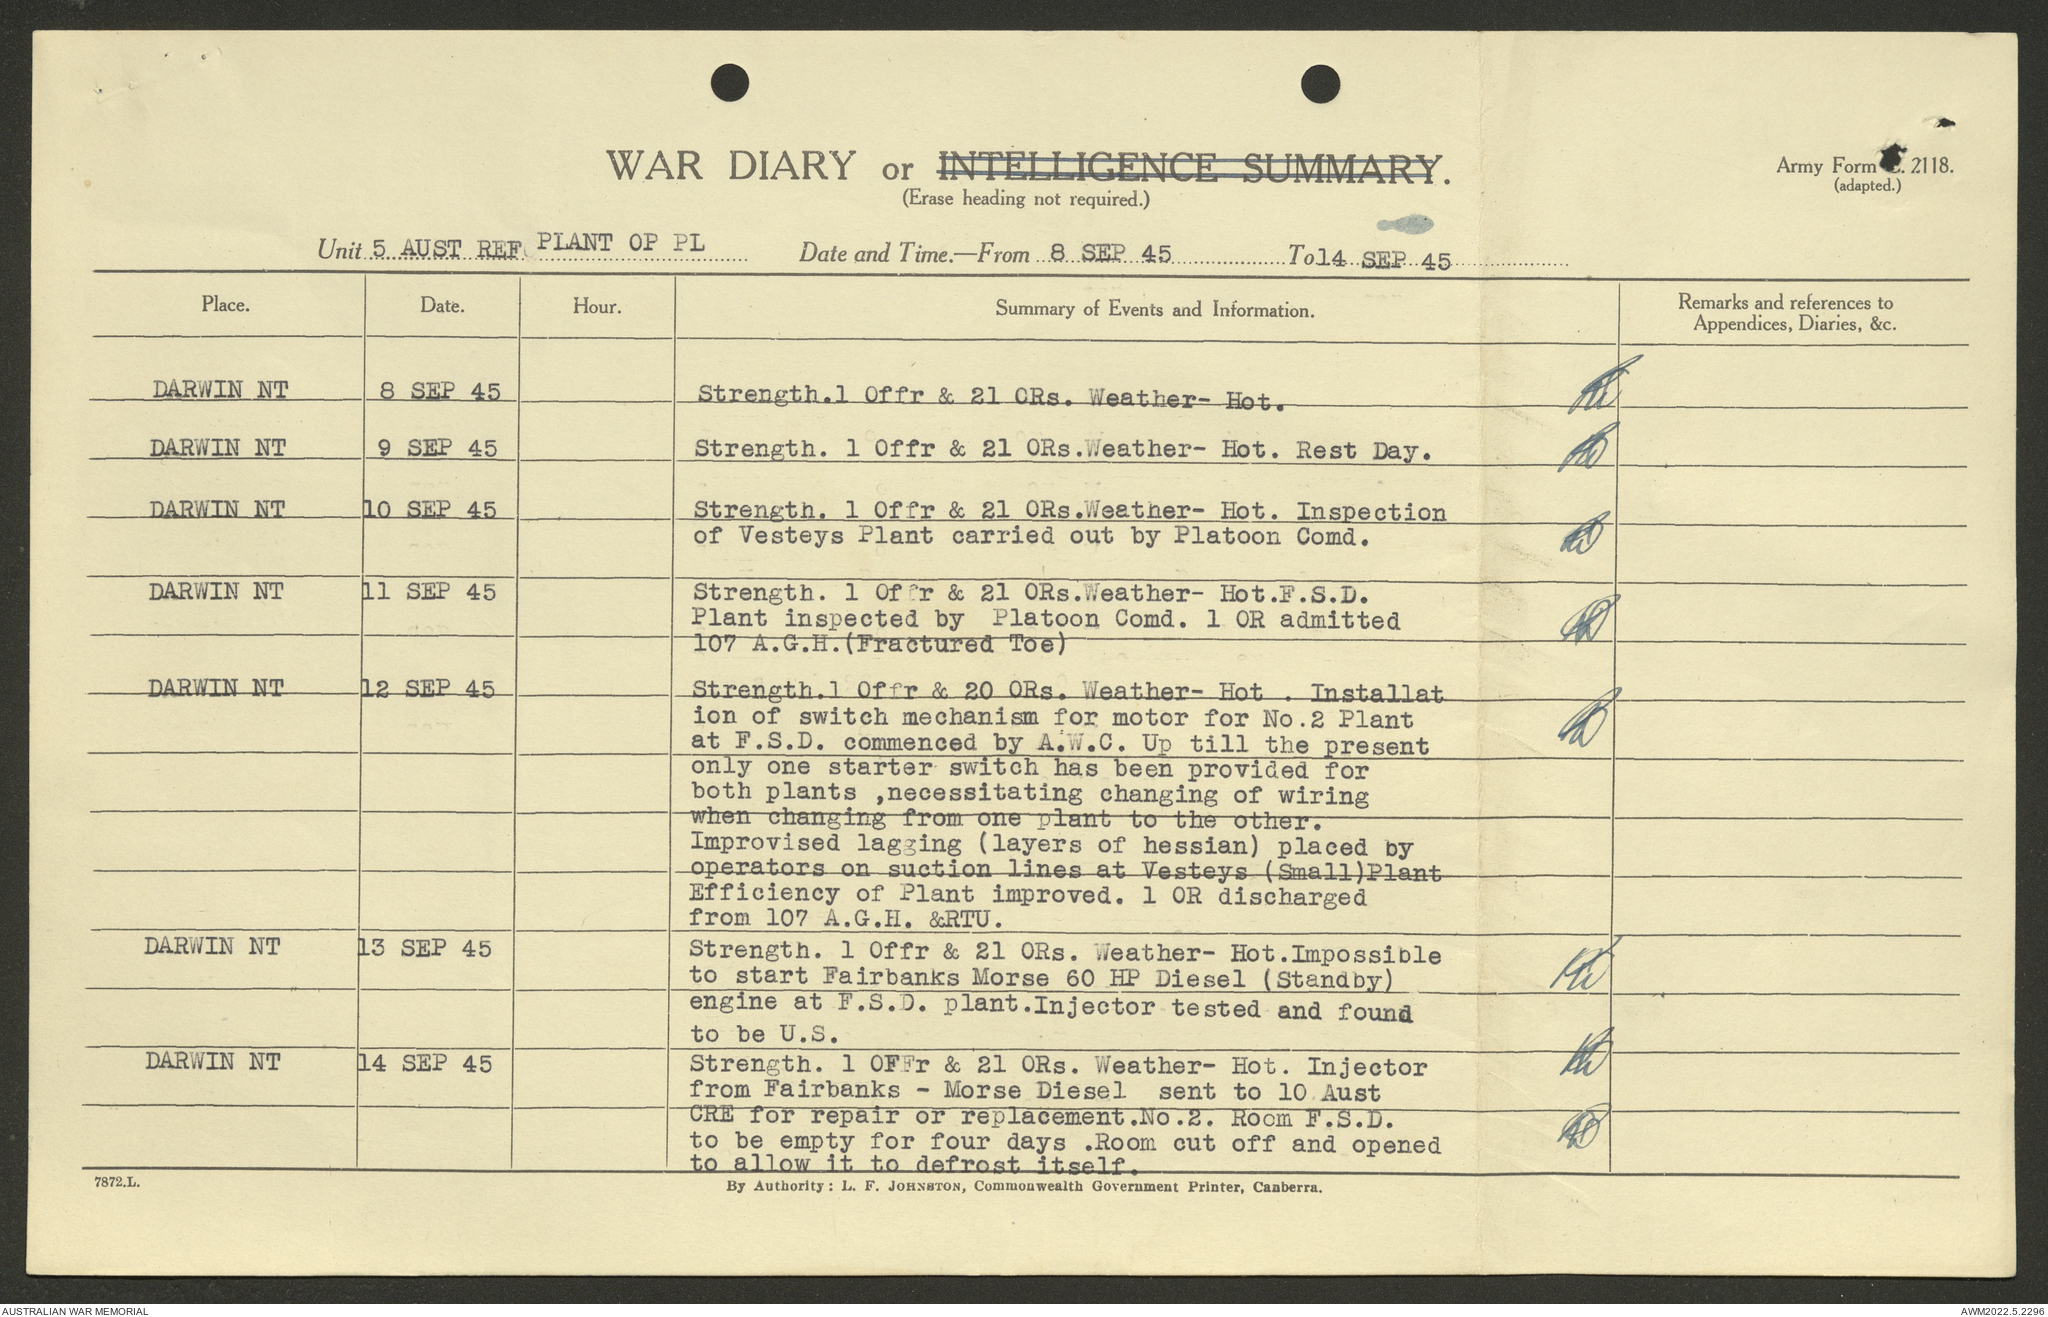 WAR DIARY or INTELLIGENCE SUMMARY.
(Erase heading not required.)
Army Form C. 2118.
(adapted.)
Unit 5 AUST REF PLANT OP PL Date and Time.—From 8 SEP 45 To 14 SEP 45
Place. Date. Hour. Summary of Events and Information. Remarks and references to
Appendices, Diaries, &c.
DARWIN NT 8 SEP 45 Strength.1 Offr & 21 ORs. Weather- Hot.
DARWIN NT 9 SEP 45 Strength. 1 Offr & 21 ORs.Weather- Hot. Rest Day.
DARWIN NT 10 SEP 45 Strength. 1 Offr & 21 ORs.Weather- Hot. Inspection
of Vesteys Plant carried out by Platoon Comd.
DARWIN NT 11 SEP 45 Strength. 1 Offr & 21 ORs.Weather- Hot.F.S.D.
Plant inspected by Platoon Comd. 1 OR admitted
107 A.G.H.(Fractured Toe)
DARWIN NT 12 SEP 45 Strength.1 Offr & 20 ORs. Weather- Hot . Installat
ion of switch mechanism for motor for No.2 Plant
at F.S.D. commenced by A.W.C. Up till the present
only one starter switch has been provided for
both plants ,necessitating changing of wiring
when changing from one plant to the other.
Improvised lagging (layers of hessian) placed by
operators on suction lines at Vesteys (Small)Plant
Efficiency of Plant improved. 1 OR discharged
from 107 A.G.H. &RTU.
DARWIN NT 13 SEP 45 Strength. 1 Offr & 21 ORs. Weather- Hot.Impossible
to start Fairbanks Morse 60 HP Diesel (Standby)
engine at F.S.D. plant.Injector tested and found
to be U.S.
DARWIN NT 14 SEP 45 Strength. 1 OFFr & 21 ORs. Weather- Hot. Injector
from Fairbanks - Morse Diesel sent to 10 Aust
CRE for repair or replacement.No.2. Room F.S.D.
to be empty for four days .Room cut off and opened
to allow it to defrost itself.
7872.L. By Authority: L. F. JOHNSTON, Commonwealth Government Printer, Canberra.
AUSTRALIAN WAR MEMORIAL AWM2022.5.2296